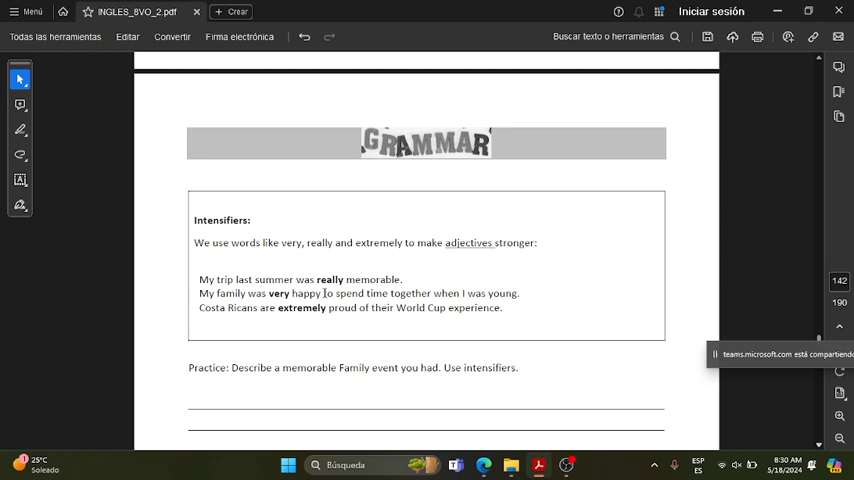 Menú
INGLES_8VO_2.pdf
Crear
Iniciar sesión
Todas las herramientas
Editar
Convertir
Firma electrónica
Buscar texto o herramientas
GRAMMAR
Intensifiers:
We use words like very, really and extremely to make adjectives stronger:
My trip last summer was really memorable.
My family was very happy to spend time together when I was young.
Costa Ricans are extremely proud of their World Cup experience.
Practice: Describe a memorable Family event you had. Use intensifiers.
142
190
teams.microsoft.com está compartiendo
1
25°C
Soleado
Búsqueda
ESP
ES
8:30 AM
5/18/2024